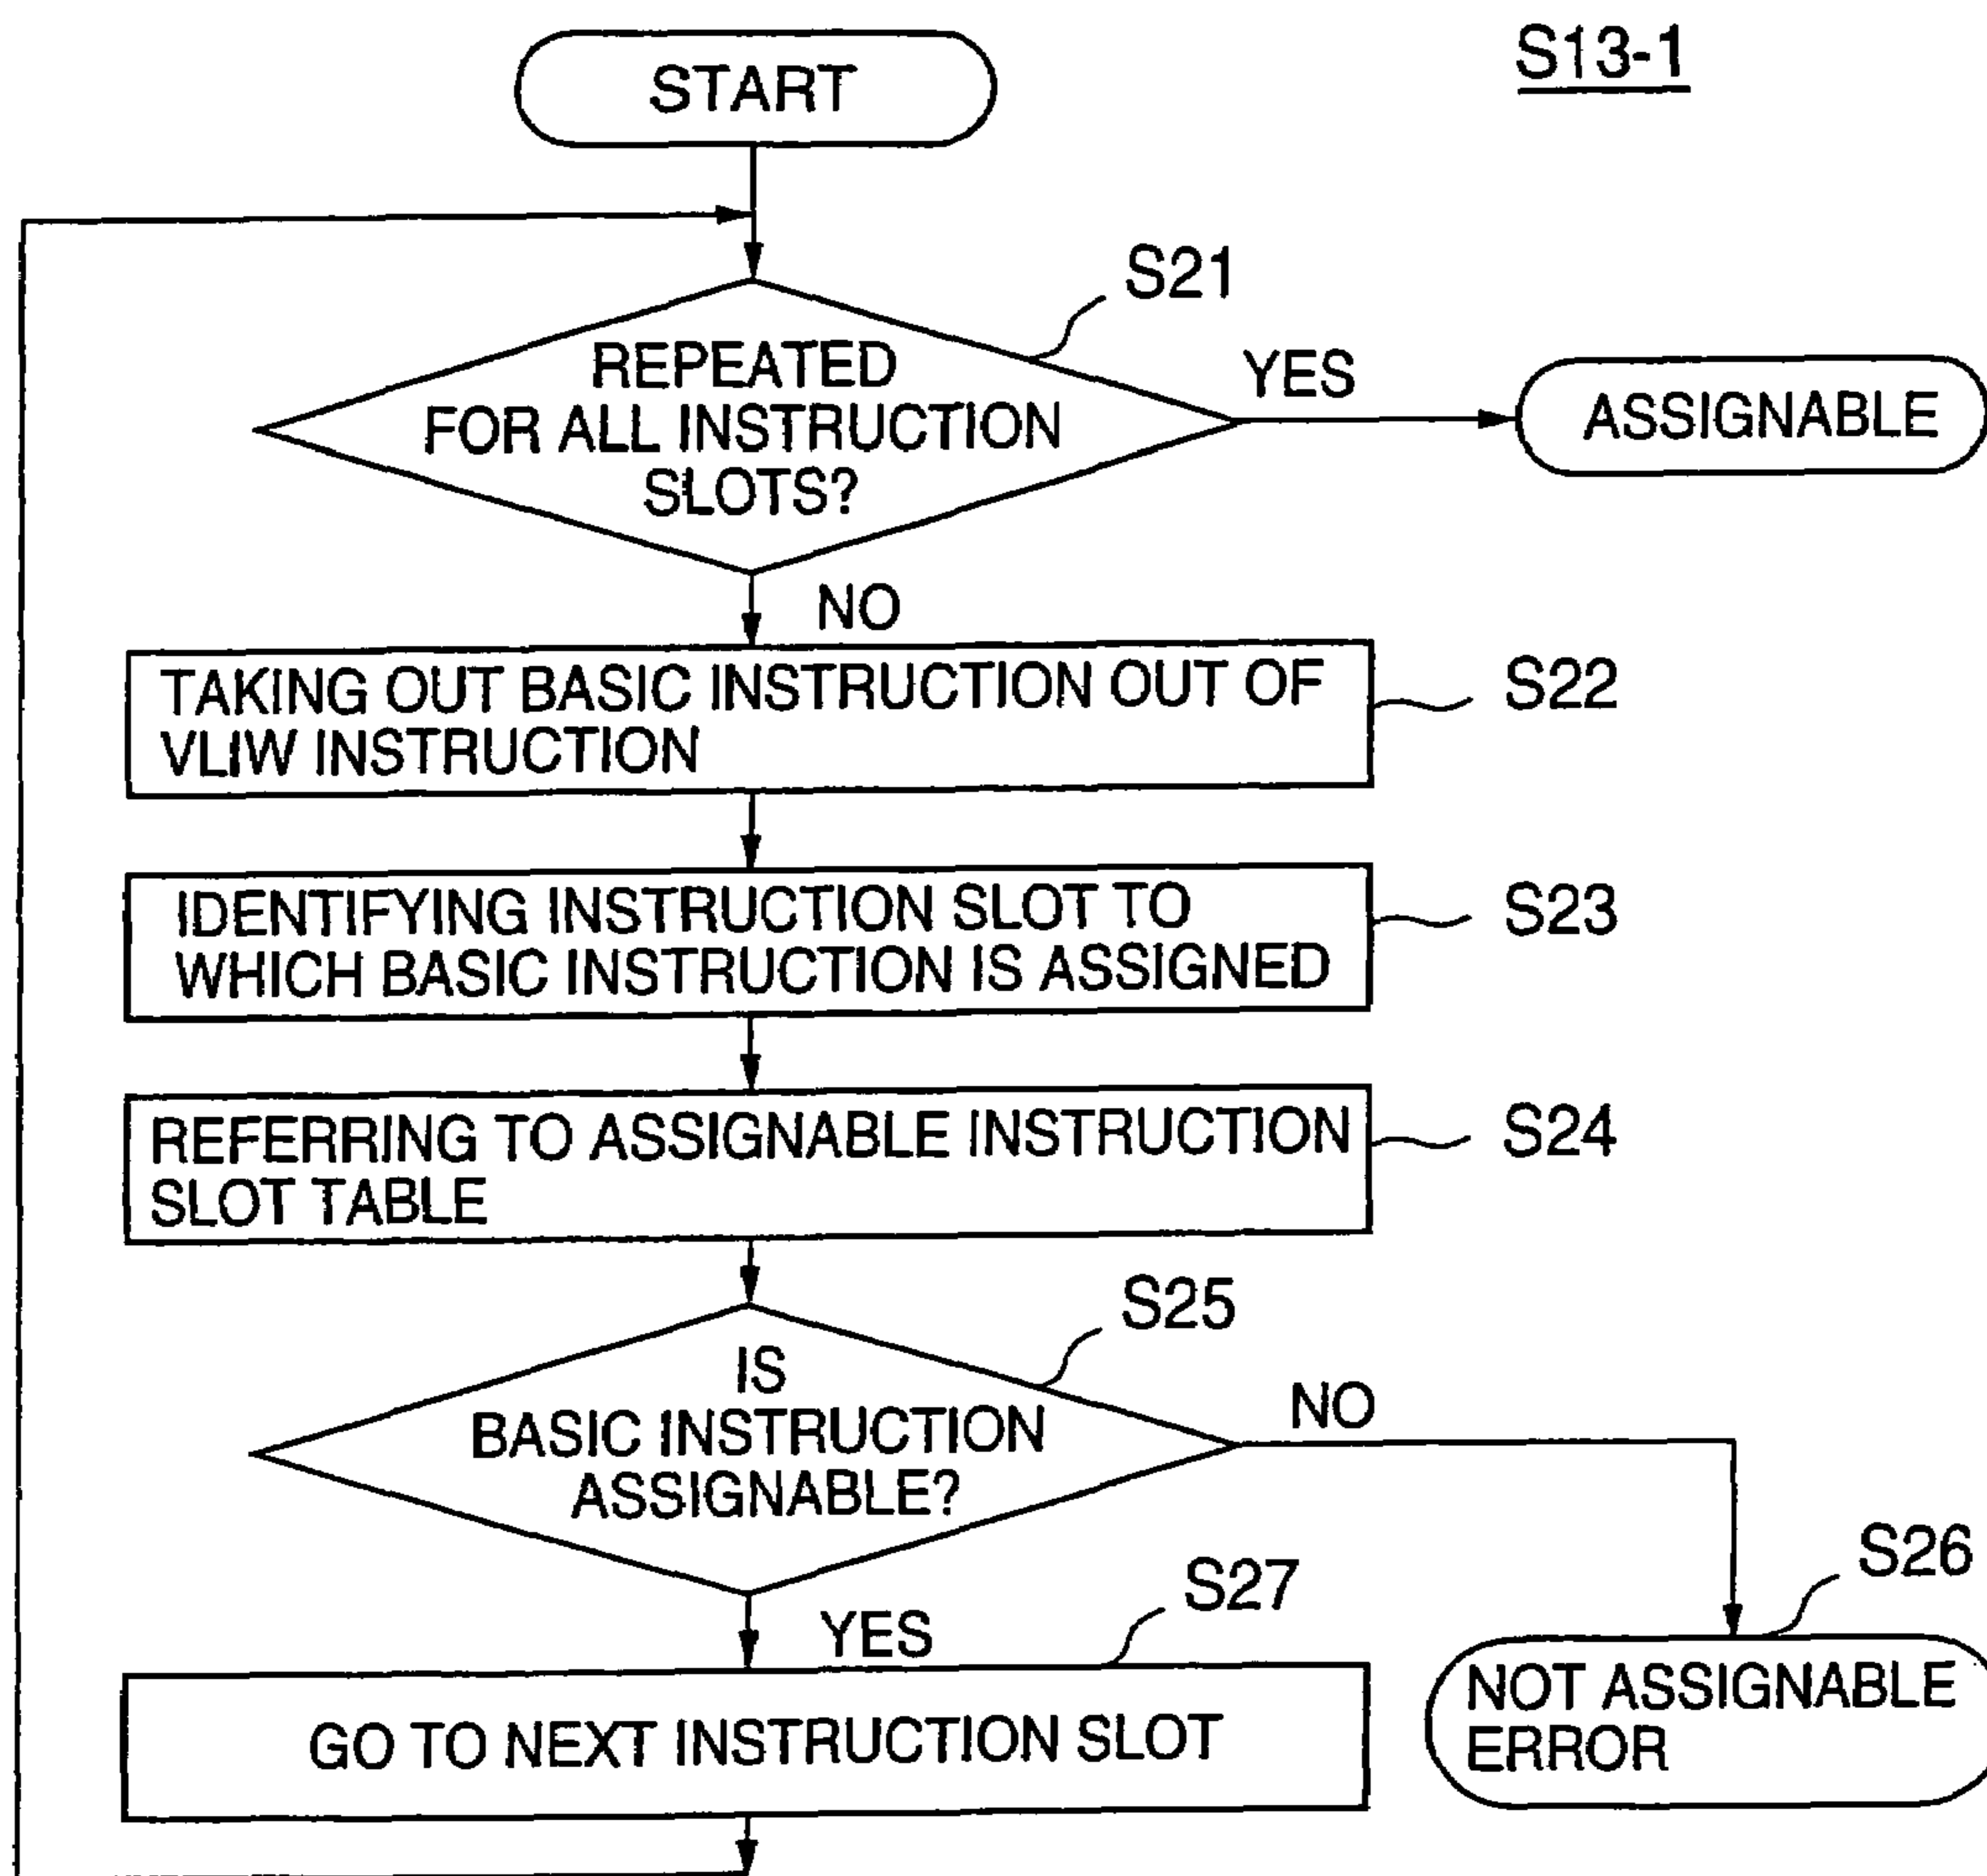 S13-1
START
S21
REPEATED
FOR ALL INSTRUCTION
SLOTS?
YES
ASSIGNABLE
NO
TAKING OUT BASIC INSTRUCTION OUT OF
VLIW INSTRUCTION
S22
IDENTIFYING INSTRUCTION SLOT TO
WHICH BASIC INSTRUCTION IS ASSIGNED
S23
REFERRING TO ASSIGNABLE INSTRUCTION
SLOT TABLE
S24
S25
IS
BASIC INSTRUCTION
ASSIGNABLE?
NO
S26
NOT ASSIGNABLE
ERROR
YES
S27
GO TO NEXT INSTRUCTION SLOT